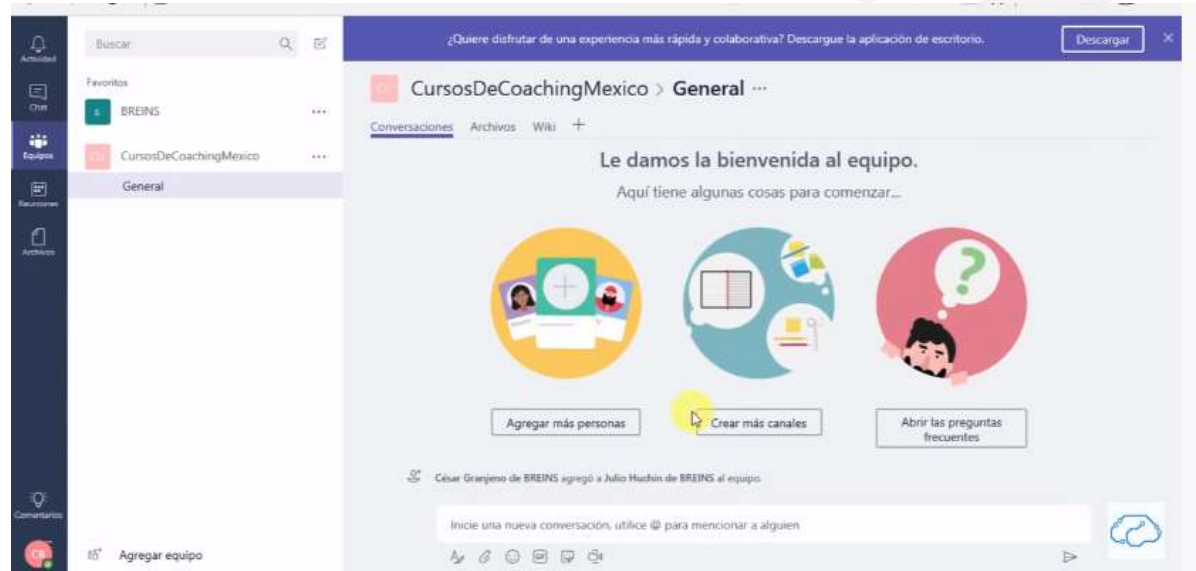 Actividad
Chat
Equipos
Reuniones
Archivos
Comentarios
CB
Buscar
Favoritos
BREINS
CursosDeCoachingMexico
General
Agregar equipo
¿Quiere disfrutar de una experiencia más rápida y colaborativa? Descargue la aplicación de escritorio.
Descargar
CursosDeCoachingMexico > General ...
Conversaciones Archivos Wiki +
Le damos la bienvenida al equipo.
Aquí tiene algunas cosas para comenzar...
Agregar más personas
Crear más canales
Abrir las preguntas
frecuentes
César Granjeno de BREINS agregó a Julio Huchin de BREINS al equipo.
Inicie una nueva conversación, utilice @ para mencionar a alguien